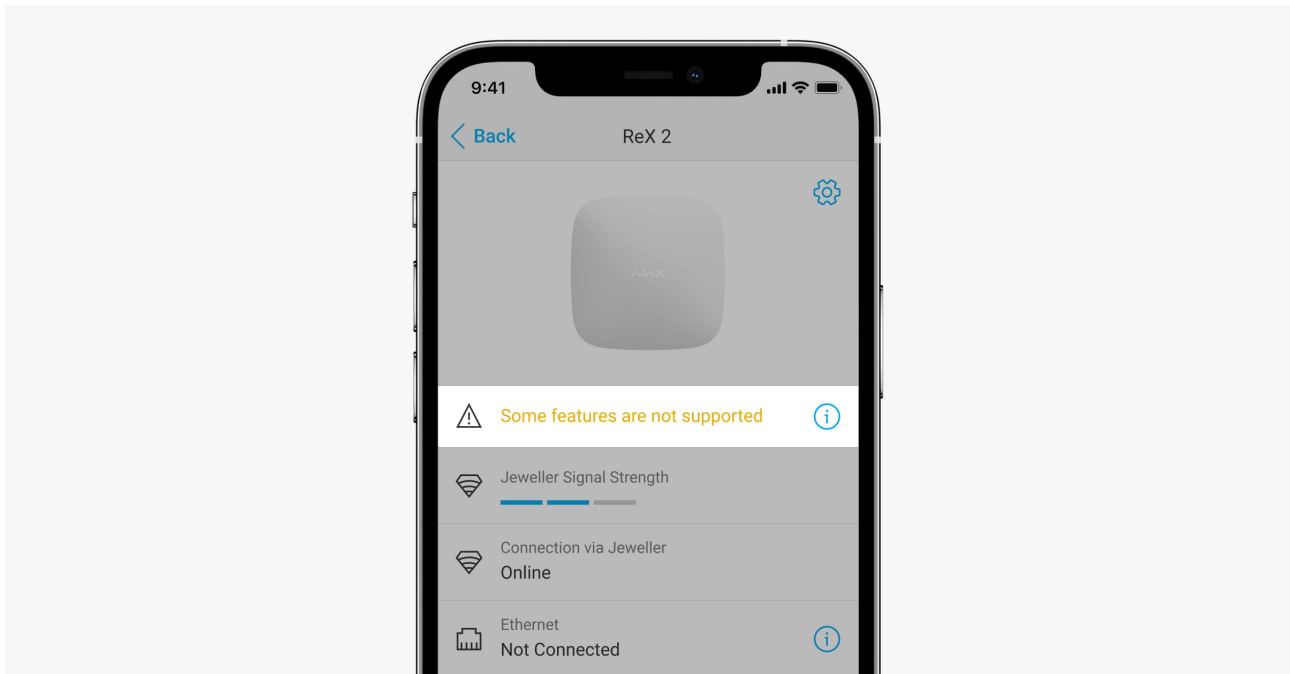 9:41
Back
ReX 2
AJAX
Some features are not supported
Jeweller Signal Strength
Connection via Jeweller
Online
Ethernet
Not Connected